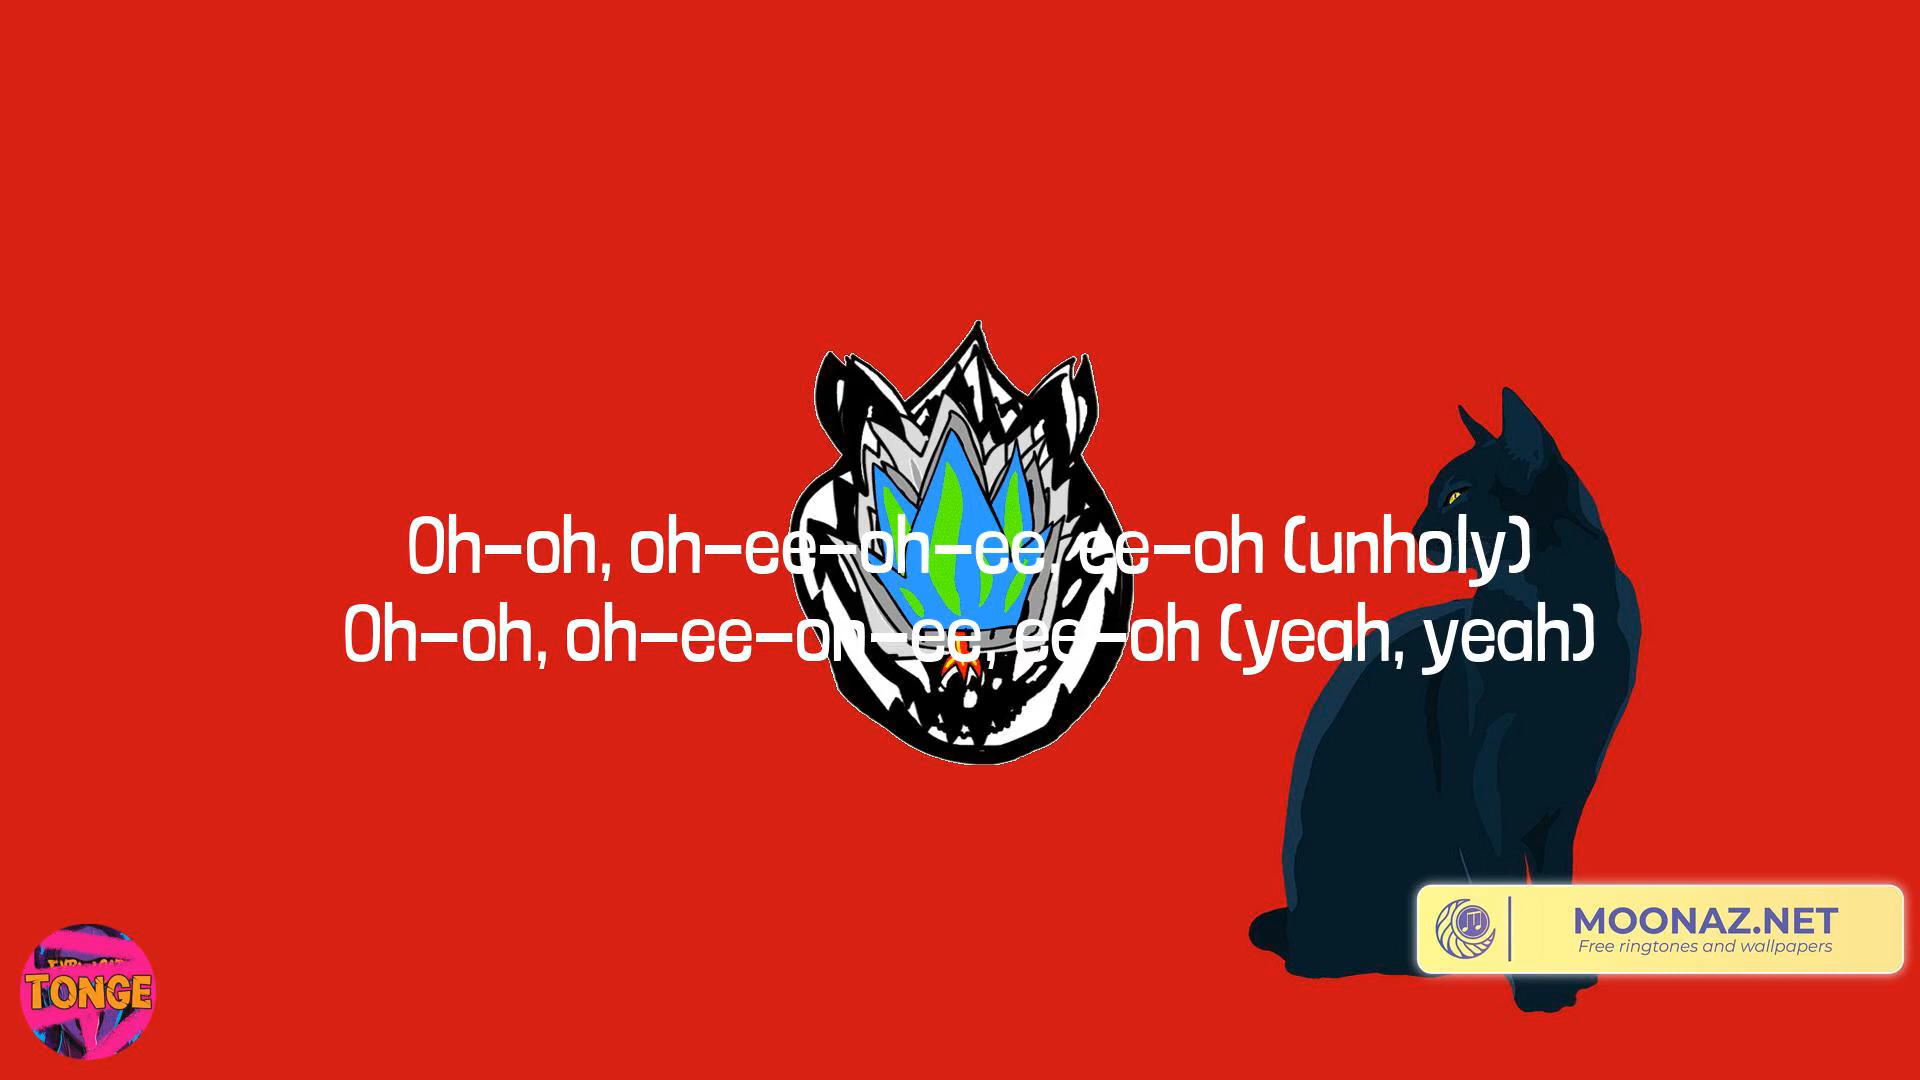 Oh-oh, oh-ee-oh-ee, ee-oh (unholy)
Oh-oh, oh-ee-oh-ee, ee-oh (yeah, yeah)
MOONAZ.NET
Free ringtones and wallpapers
TONGE